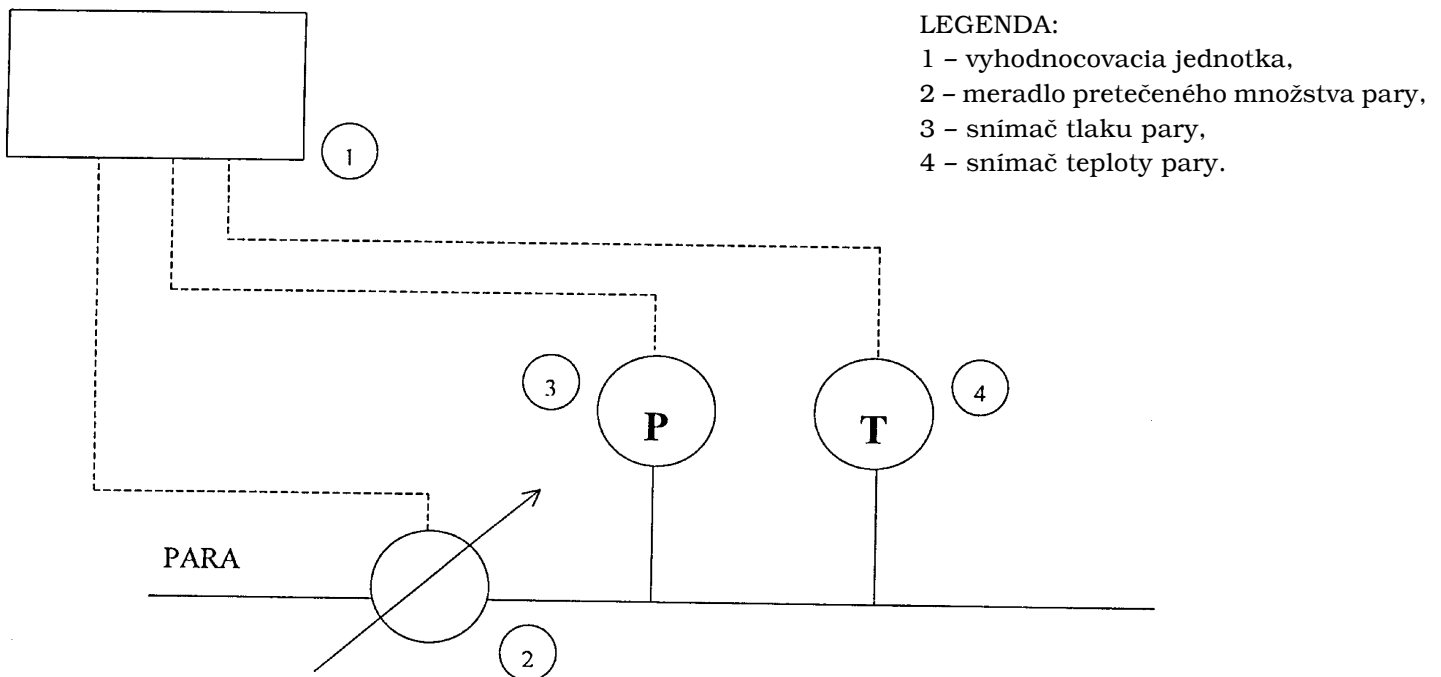 LEGENDA:
1 – vyhodnocovacia jednotka,
2 – meradlo pretečeného množstva pary,
3 – snímač tlaku pary,
4 – snímač teploty pary.
1
3
P
T
4
PARA
2